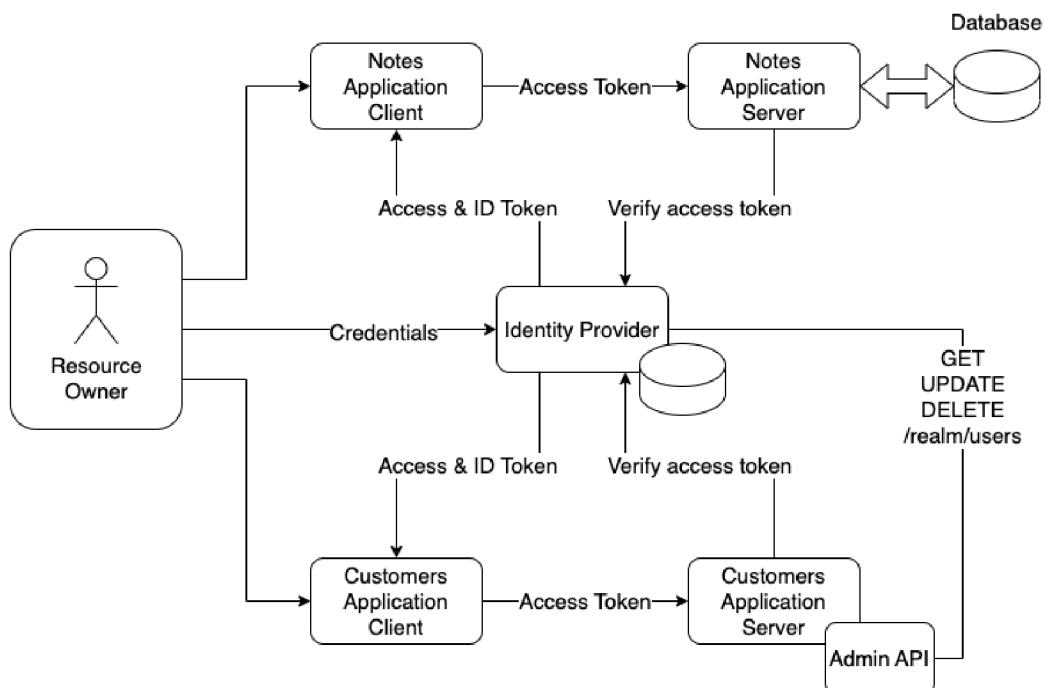 Database
Notes
Application
Client
Access Token
Notes
Application
Server
Access & ID Token
Verify access token
Resource
Owner
Credentials
Identity Provider
GET
UPDATE
DELETE
/realm/users
Access & ID Token
Verify access token
Customers
Application
Client
Access Token
Customers
Application
Server
Admin API